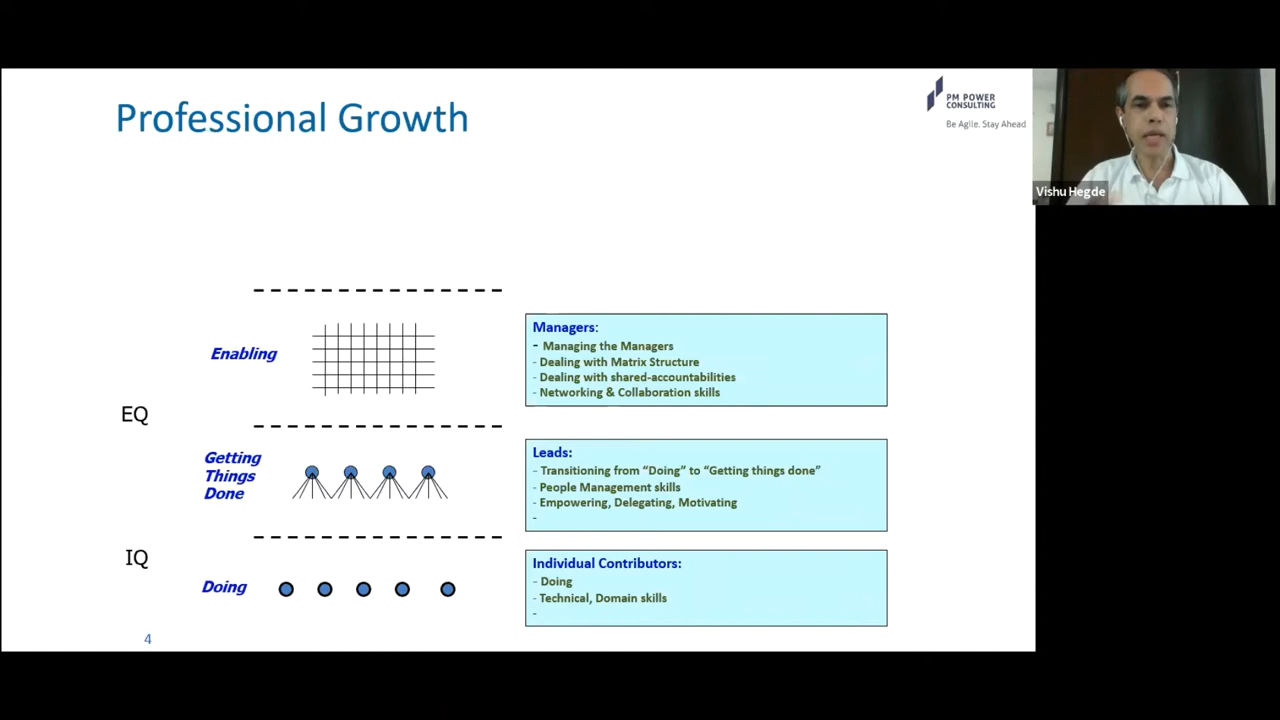 Professional Growth
PM POWER
CONSULTING
Be Agile. Stay Ahead
Vishu Hegde
Enabling
Managers:
- Managing the Managers
- Dealing with Matrix Structure
- Dealing with shared-accountabilities
- Networking & Collaboration skills
EQ
Getting
Things
Done
Leads:
- Transitioning from “Doing” to “Getting things done”
- People Management skills
- Empowering, Delegating, Motivating
-
IQ
Doing
Individual Contributors:
- Doing
- Technical, Domain skills
-
4